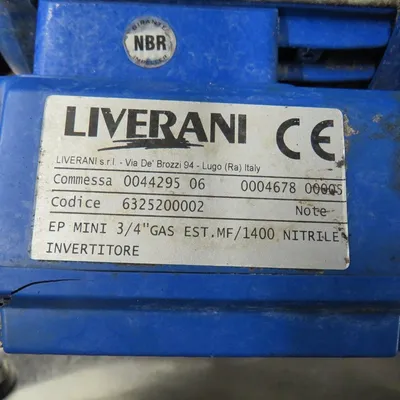 NBR
LIVERANI CE
LIVERANI s.r.l. - Via De' Brozzi 94 - Lugo (Ra) Italy
Commessa 0044295 06 0004678 00005
Codice 6325200002 Note
EP MINI 3/4"GAS EST.MF/1400 NITRILE
INVERTITORE